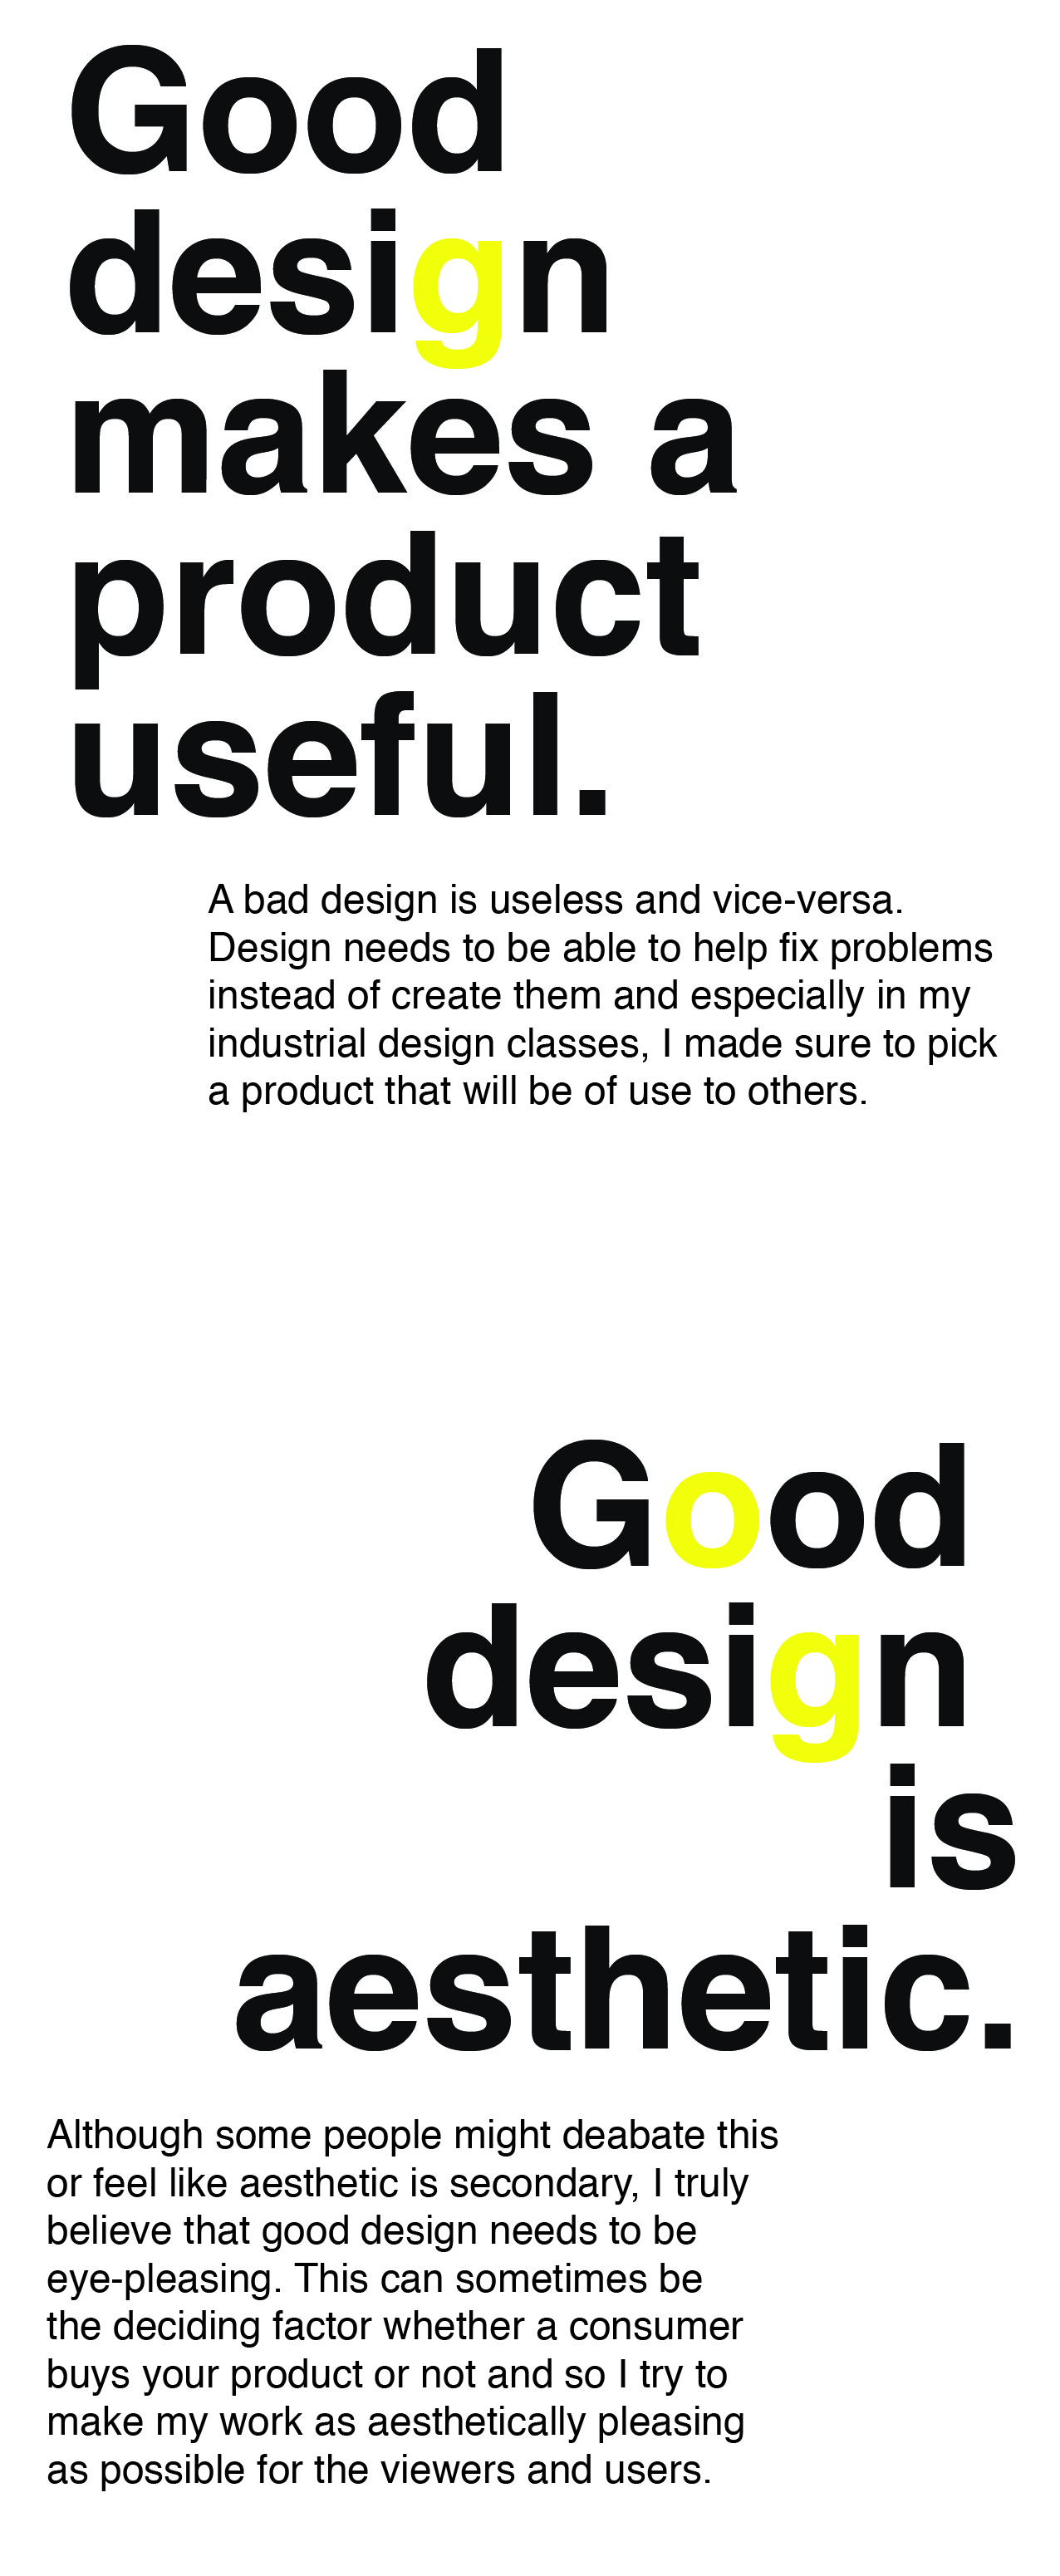 Good
design
makes a
product
useful.
A bad design is useless and vice-versa.
Design needs to be able to help fix problems
instead of create them and especially in my
industrial design classes, I made sure to pick
a product that will be of use to others.
Good
design
is
aesthetic.
Although some people might deabate this
or feel like aesthetic is secondary, I truly
believe that good design needs to be
eye-pleasing. This can sometimes be
the deciding factor whether a consumer
buys your product or not and so I try to
make my work as aesthetically pleasing
as possible for the viewers and users.